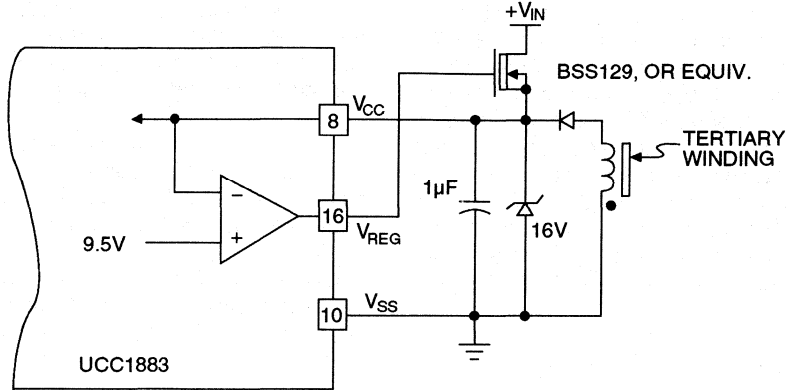 +VIN
BSS129, OR EQUIV.
VCC
8
TERTIARY
WINDING
1µF
−
16
+
9.5V
VREG
16V
VSS
10
UCC1883